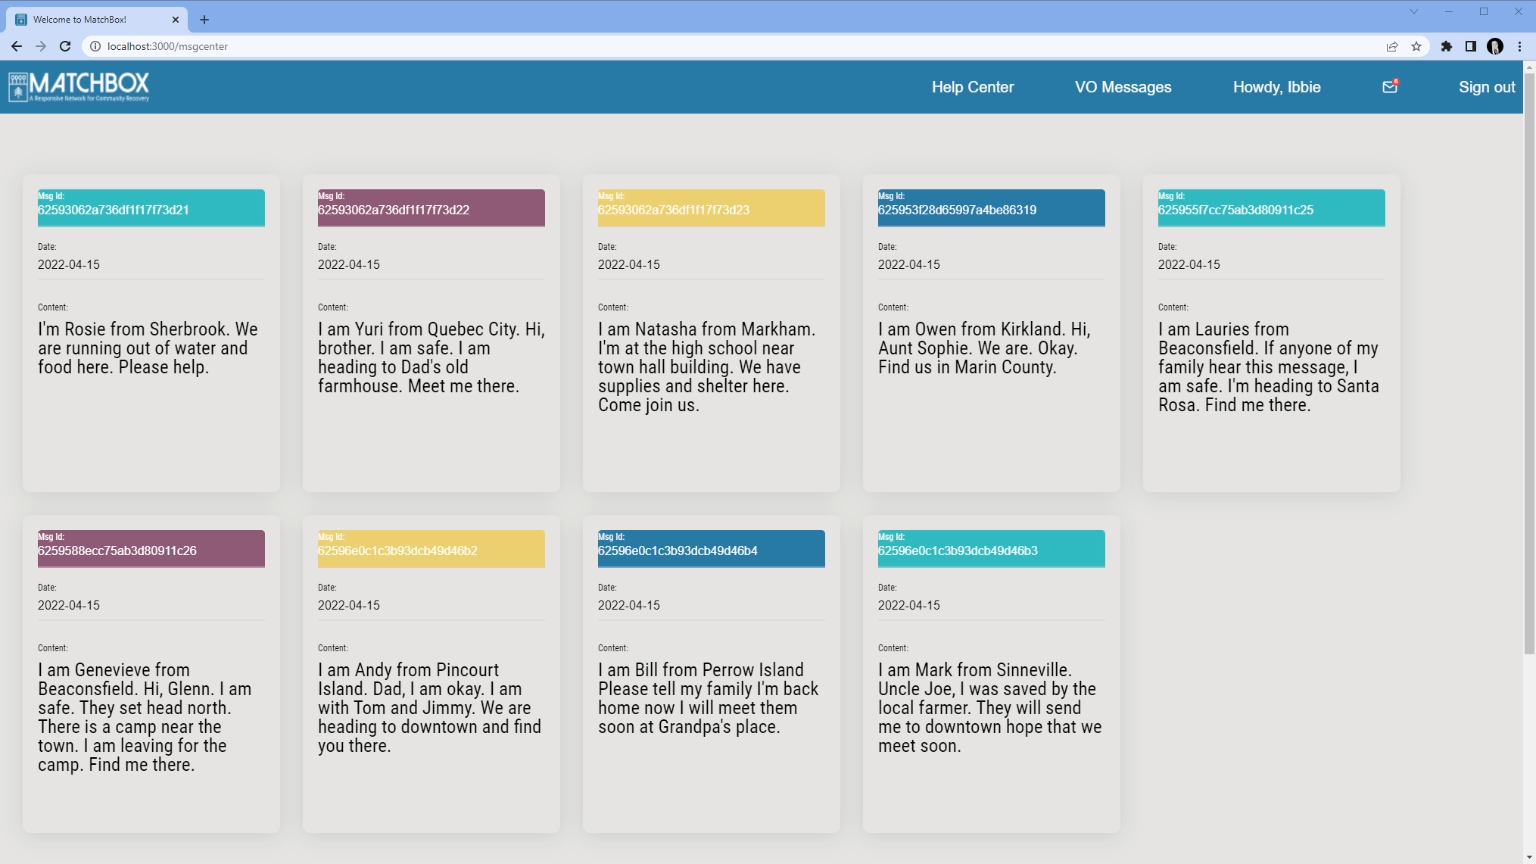 Welcome to MatchBox!
localhost:3000/msgcenter
MATCHBOX
A Responsive Network for Community Recovery
Help Center
VO Messages
Howdy, Ibbie
Sign out
Msg Id:
62593062a736df1f17f73d21
Date:
2022-04-15
Content:
I'm Rosie from Sherbrook. We
are running out of water and
food here. Please help.
Msg Id:
62593062a736df1f17f73d22
Date:
2022-04-15
Content:
I am Yuri from Quebec City. Hi,
brother. I am safe. I am
heading to Dad's old
farmhouse. Meet me there.
Msg Id:
62593062a736df1f17f73d23
Date:
2022-04-15
Content:
I am Natasha from Markham.
I'm at the high school near
town hall building. We have
supplies and shelter here.
Come join us.
Msg Id:
625953f28d65997a4be86319
Date:
2022-04-15
Content:
I am Owen from Kirkland. Hi,
Aunt Sophie. We are. Okay.
Find us in Marin County.
Msg Id:
625955f7cc75ab3d80911c25
Date:
2022-04-15
Content:
I am Lauries from
Beaconsfield. If anyone of my
family hear this message, I
am safe. I'm heading to Santa
Rosa. Find me there.
Msg Id:
6259588ecc75ab3d80911c26
Date:
2022-04-15
Content:
I am Genevieve from
Beaconsfield. Hi, Glenn. I am
safe. They set head north.
There is a camp near the
town. I am leaving for the
camp. Find me there.
Msg Id:
62596e0c1c3b93dcb49d46b2
Date:
2022-04-15
Content:
I am Andy from Pincourt
Island. Dad, I am okay. I am
with Tom and Jimmy. We are
heading to downtown and find
you there.
Msg Id:
62596e0c1c3b93dcb49d46b4
Date:
2022-04-15
Content:
I am Bill from Perrow Island
Please tell my family I'm back
home now I will meet them
soon at Grandpa's place.
Msg Id:
62596e0c1c3b93dcb49d46b3
Date:
2022-04-15
Content:
I am Mark from Sinneville.
Uncle Joe, I was saved by the
local farmer. They will send
me to downtown hope that we
meet soon.